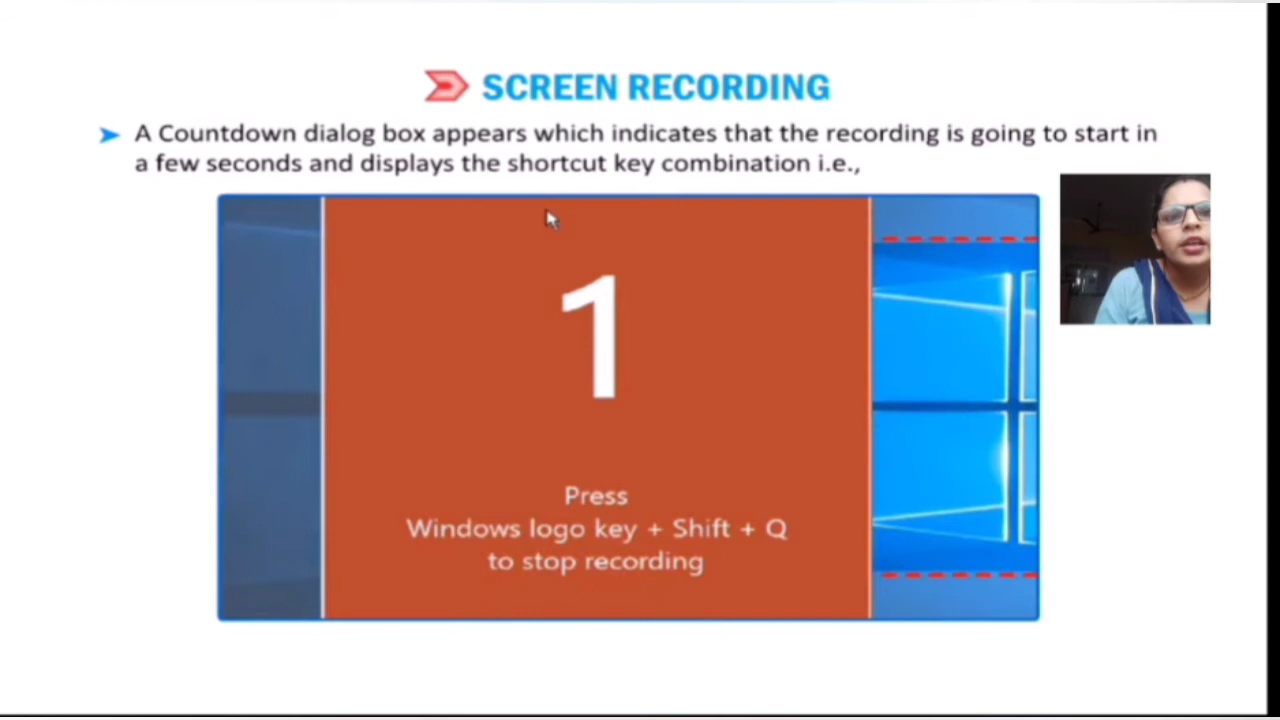 SCREEN RECORDING
A Countdown dialog box appears which indicates that the recording is going to start in
a few seconds and displays the shortcut key combination i.e.,
1
Press
Windows logo key + Shift + Q
to stop recording